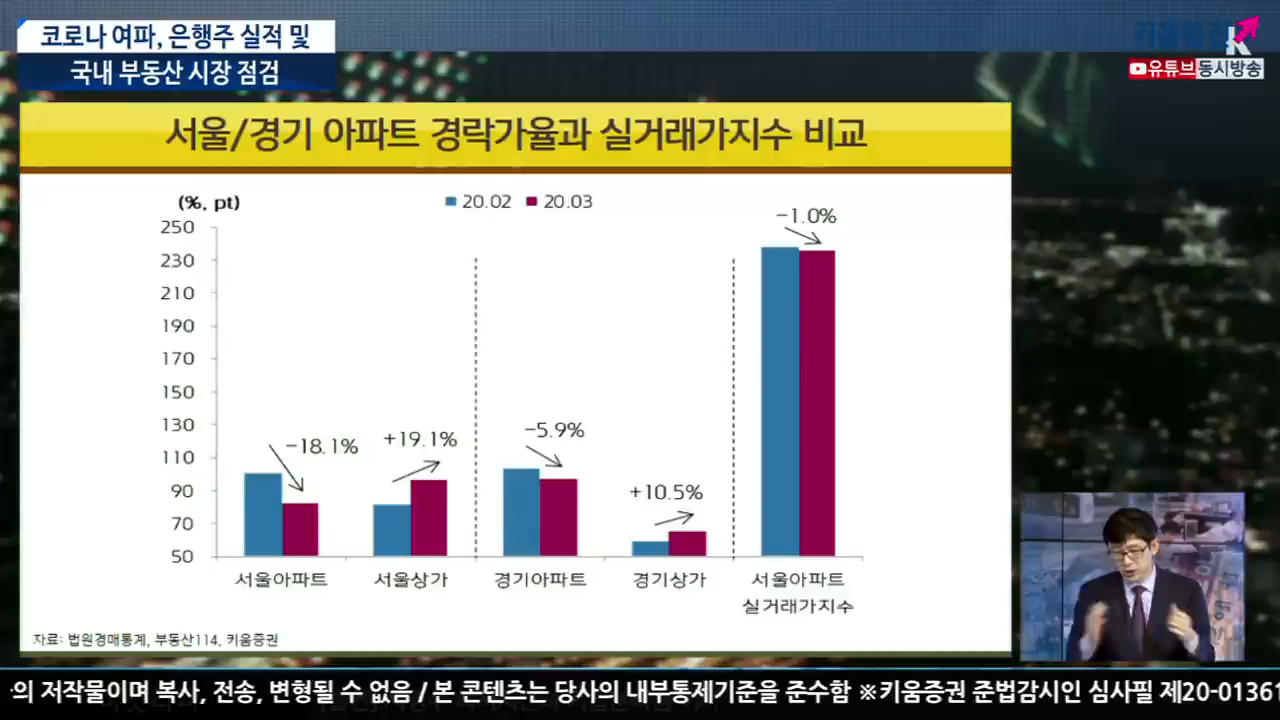 코로나 여파, 은행주 실적 및
국내 부동산 시장 점검
키움증권
유튜브 동시방송
서울/경기 아파트 경락가율과 실거래가지수 비교
(%, pt)
20.02 20.03
250
230
210
190
170
150
130
110
90
70
50
-18.1%
+19.1%
-5.9%
+10.5%
-1.0%
서울아파트 서울상가 경기아파트 경기상가 서울아파트
실거래가지수
자료: 법원경매통계, 부동산114, 키움증권
의 저작물이며 복사, 전송, 변형될 수 없음 / 본 콘텐츠는 당사의 내부통제기준을 준수함 ※키움증권 준법감시인 심사필 제20-01361